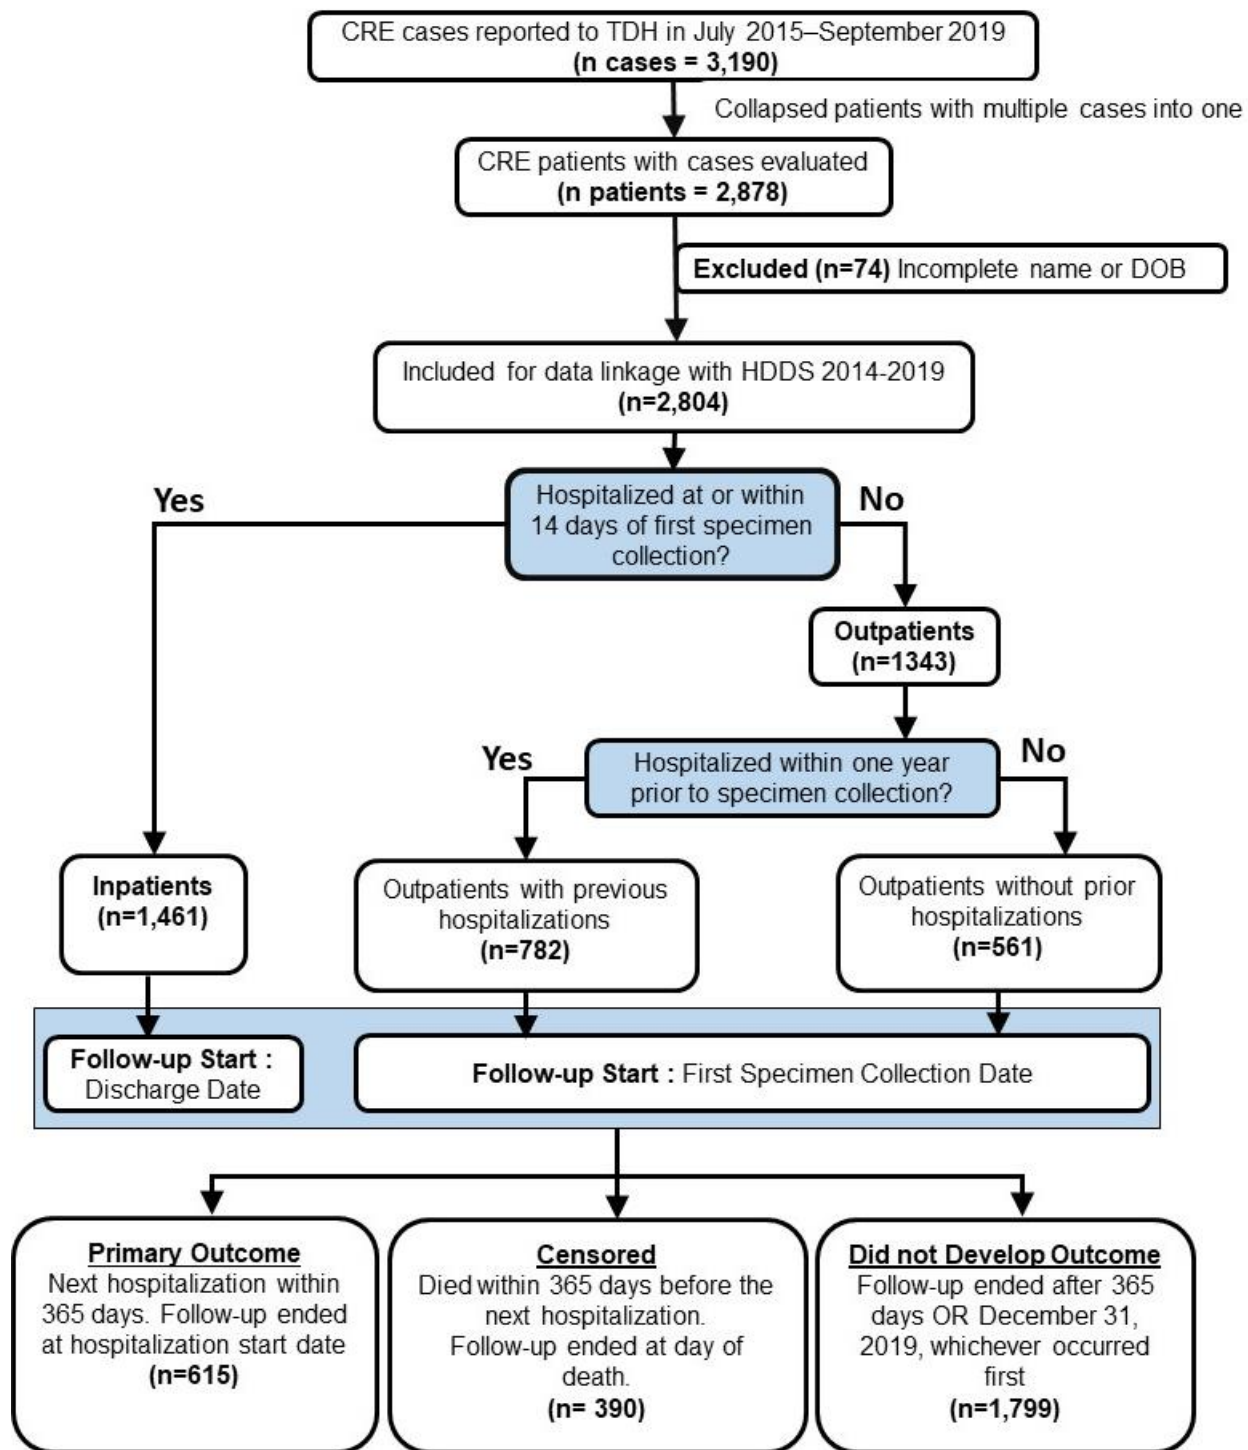 CRE cases reported to TDH in July 2015–September 2019
(n cases = 3,190)
Collapsed patients with multiple cases into one
CRE patients with cases evaluated
(n patients = 2,878)
Excluded (n=74) Incomplete name or DOB
Included for data linkage with HDDS 2014-2019
(n=2,804)
Yes
Hospitalized at or within
14 days of first specimen
collection?
No
Outpatients
(n=1343)
Yes
Hospitalized within one year
prior to specimen collection?
No
Inpatients
(n=1,461)
Outpatients with previous
hospitalizations
(n=782)
Outpatients without prior
hospitalizations
(n=561)
Follow-up Start :
Discharge Date
Follow-up Start : First Specimen Collection Date
Primary Outcome
Next hospitalization within
365 days. Follow-up ended
at hospitalization start date
(n=615)
Censored
Died within 365 days before the
next hospitalization.
Follow-up ended at day of
death.
(n= 390)
Did not Develop Outcome
Follow-up ended after 365
days OR December 31,
2019, whichever occurred
first
(n=1,799)